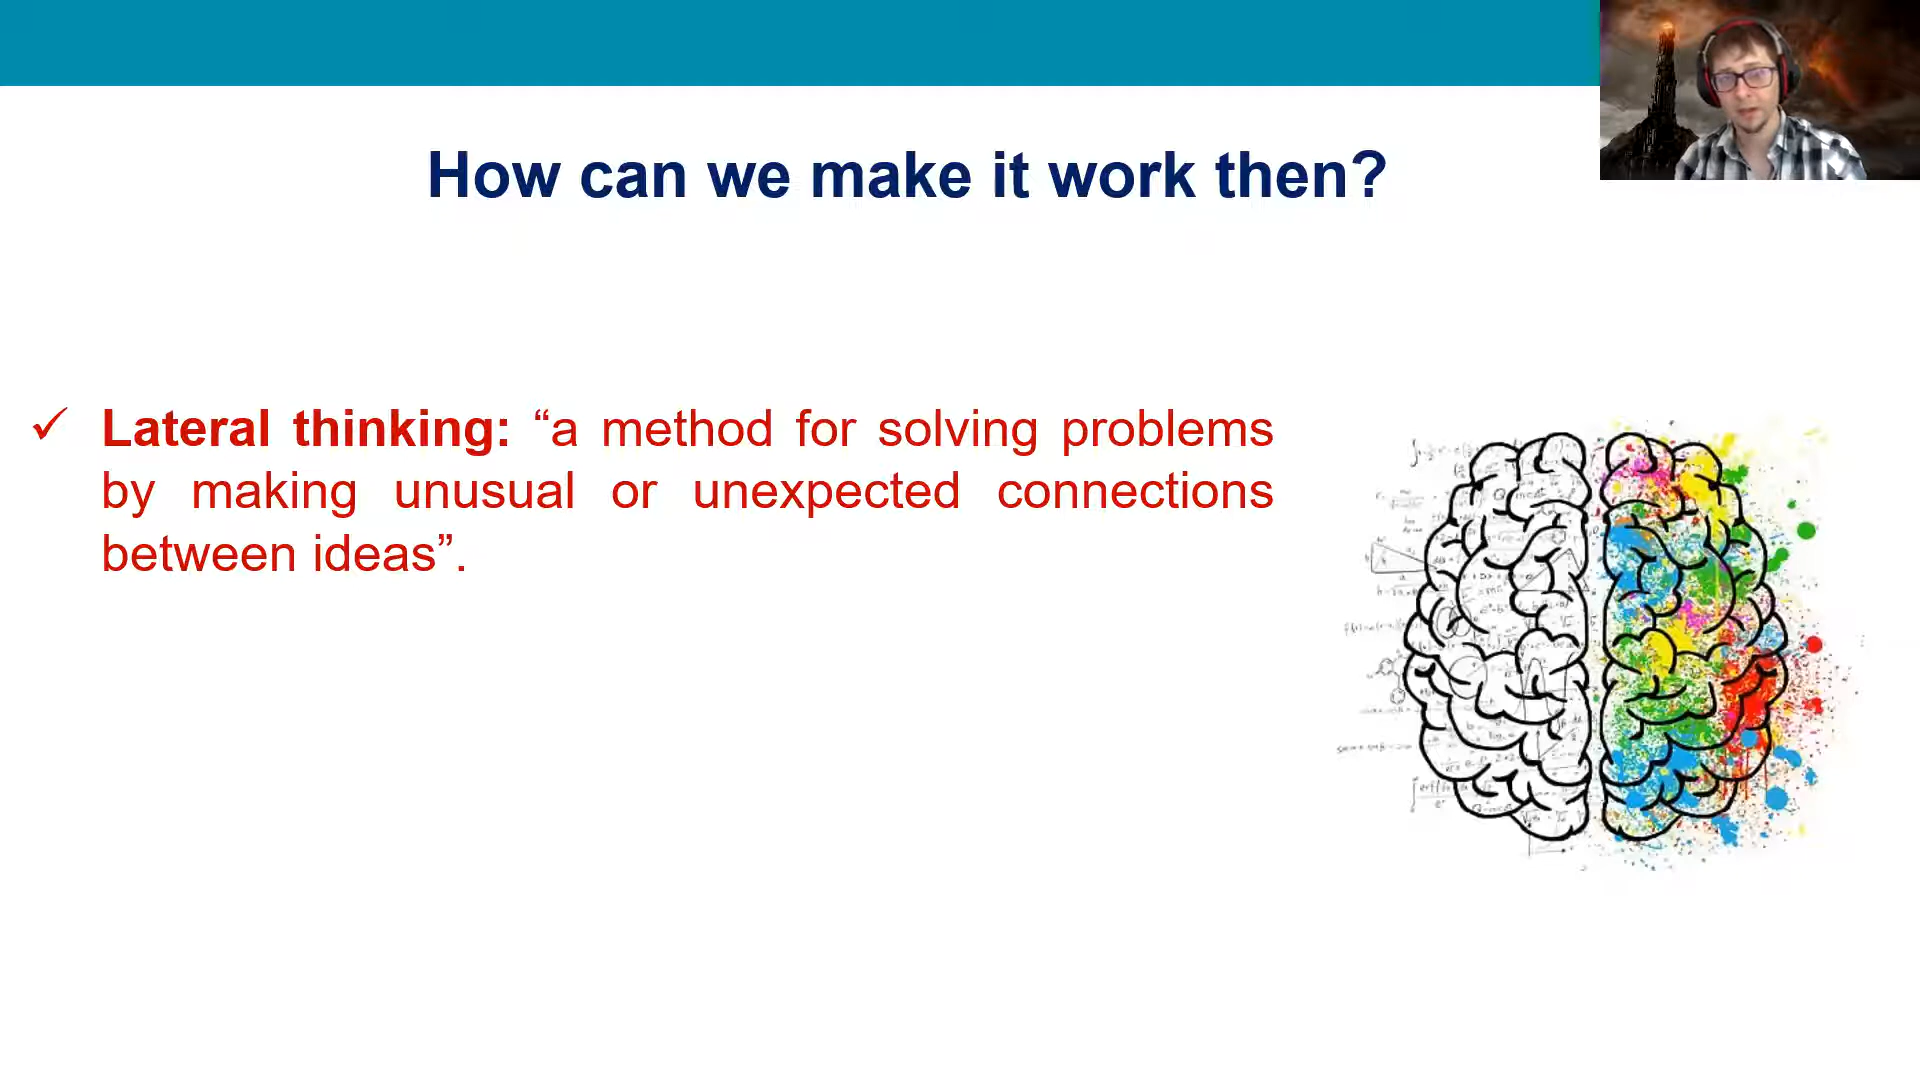 How can we make it work then?
✓ Lateral thinking: “a method for solving problems
by making unusual or unexpected connections
between ideas”.